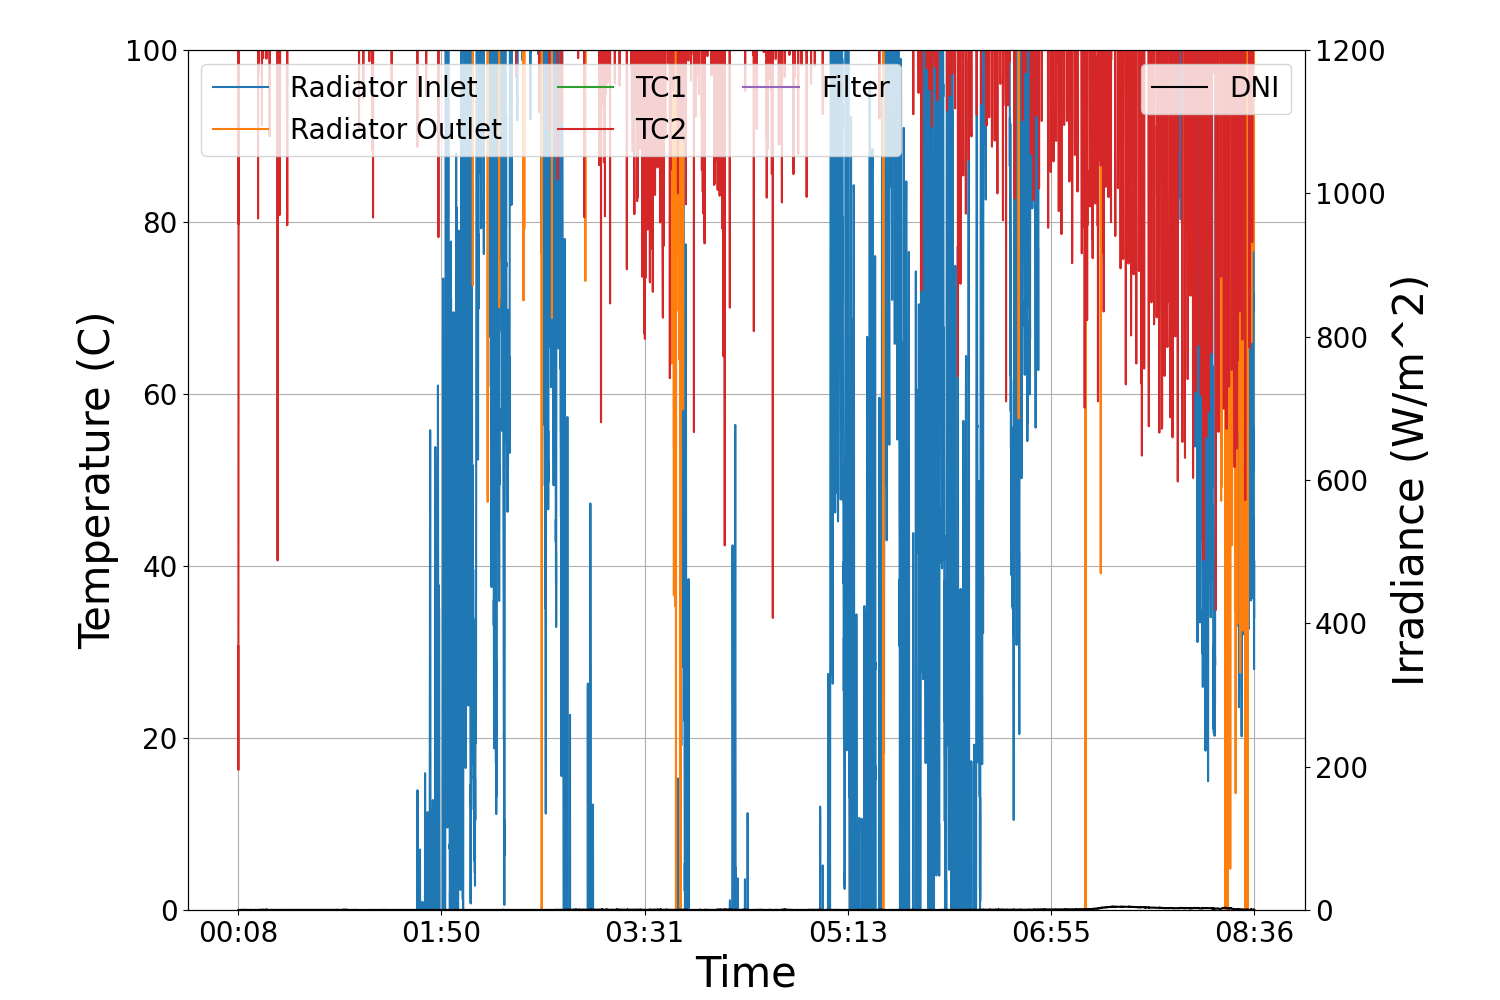 100
80
60
40
20
0
Temperature (C)
Radiator Inlet
Radiator Outlet
TC1
TC2
Filter
DNI
1200
1000
800
600
400
200
0
Irradiance (W/m^2)
00:08
01:50
03:31
05:13
06:55
08:36
Time